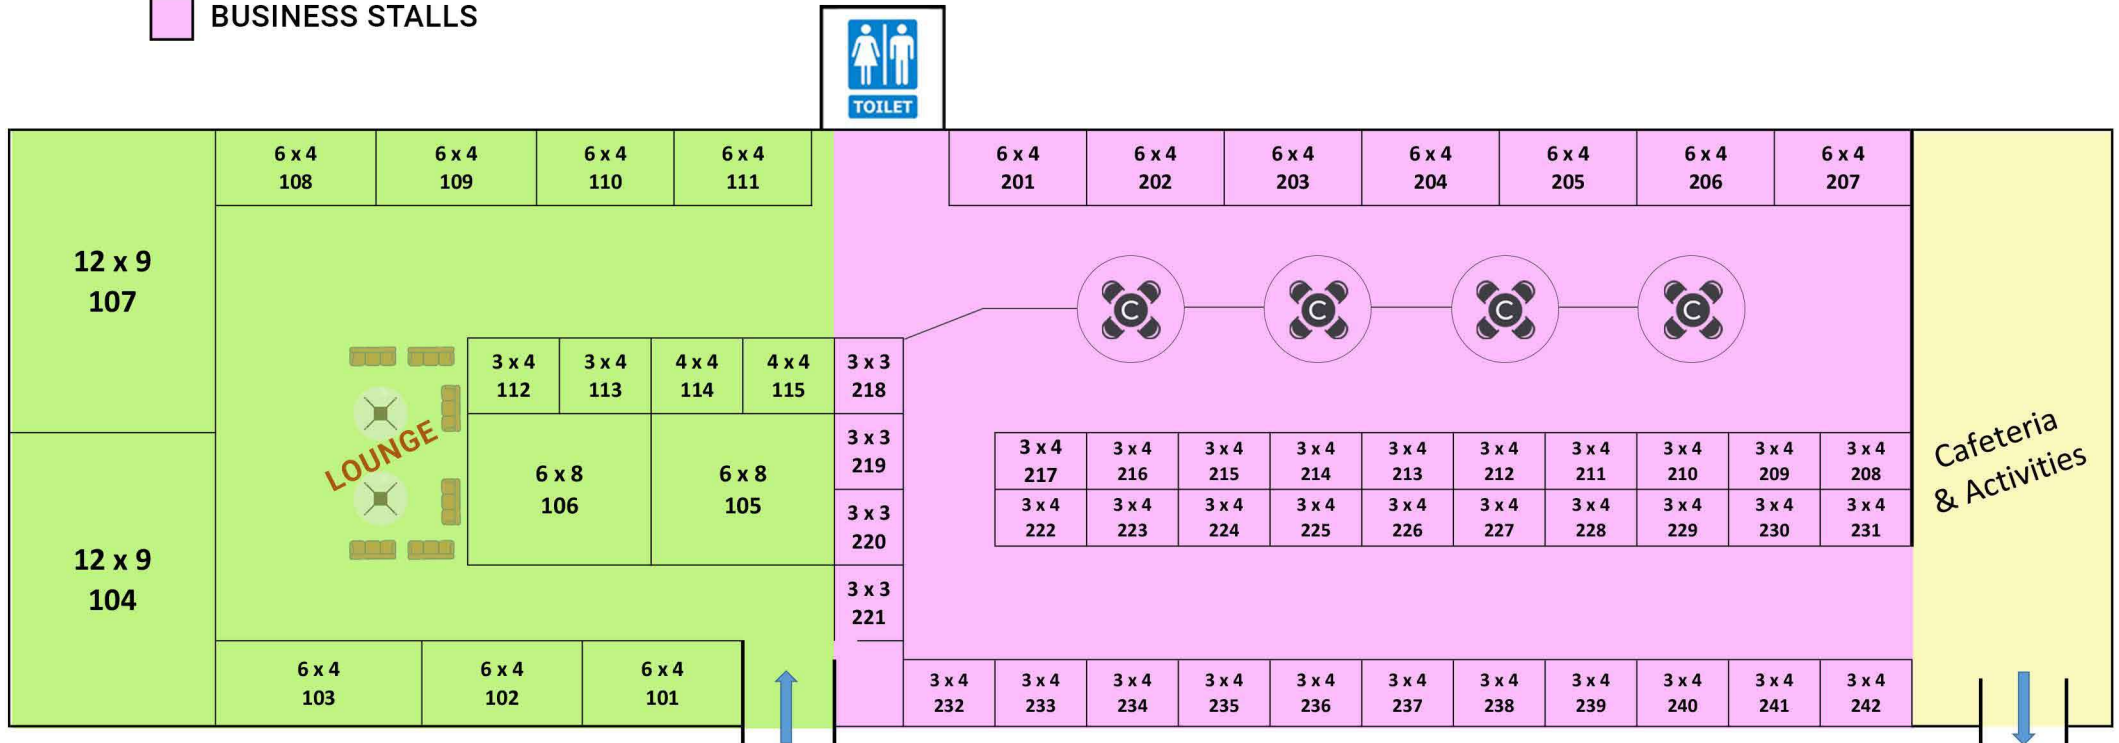 BUSINESS STALLS
TOILET
6 x 4
108
6 x 4
109
6 x 4
110
6 x 4
111
6 x 4
201
6 x 4
202
6 x 4
203
6 x 4
204
6 x 4
205
6 x 4
206
6 x 4
207
12 x 9
107
C
C
C
C
3 x 4
112
3 x 4
113
4 x 4
114
4 x 4
115
3 x 3
218
LOUNGE
6 x 8
106
6 x 8
105
3 x 3
219
3 x 3
220
3 x 3
221
3 x 4
217
3 x 4
216
3 x 4
215
3 x 4
214
3 x 4
213
3 x 4
212
3 x 4
211
3 x 4
210
3 x 4
209
3 x 4
208
3 x 4
222
3 x 4
223
3 x 4
224
3 x 4
225
3 x 4
226
3 x 4
227
3 x 4
228
3 x 4
229
3 x 4
230
3 x 4
231
Cafeteria
& Activities
12 x 9
104
6 x 4
103
6 x 4
102
6 x 4
101
3 x 4
232
3 x 4
233
3 x 4
234
3 x 4
235
3 x 4
236
3 x 4
237
3 x 4
238
3 x 4
239
3 x 4
240
3 x 4
241
3 x 4
242